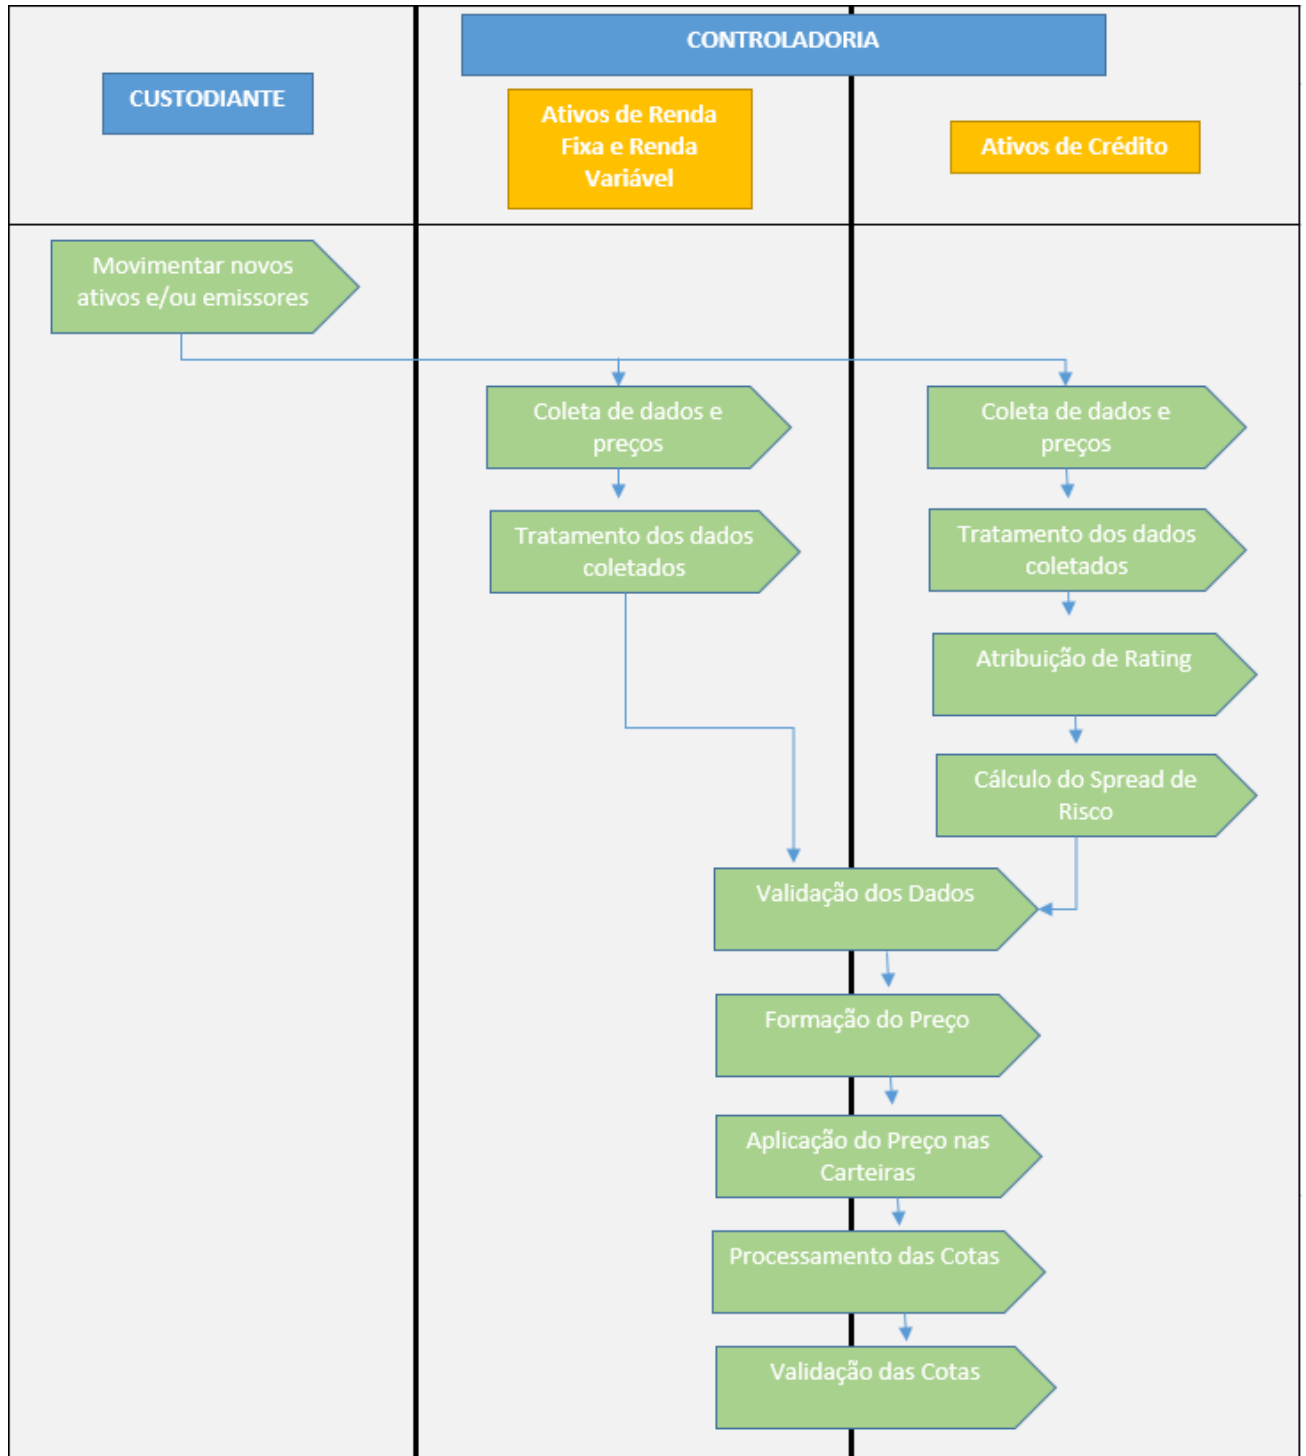 CONTROLADORIA
CUSTODIANTE
Ativos de Renda
Fixa e Renda
Variável
Ativos de Crédito
Movimentar novos
ativos e/ou emissores
Coleta de dados e
preços
Coleta de dados e
preços
Tratamento dos dados
coletados
Tratamento dos dados
coletados
Atribuição de Rating
Cálculo do Spread de
Risco
Validação dos Dados
Formação do Preço
Aplicação do Preço nas
Carteiras
Processamento das Cotas
Validação das Cotas